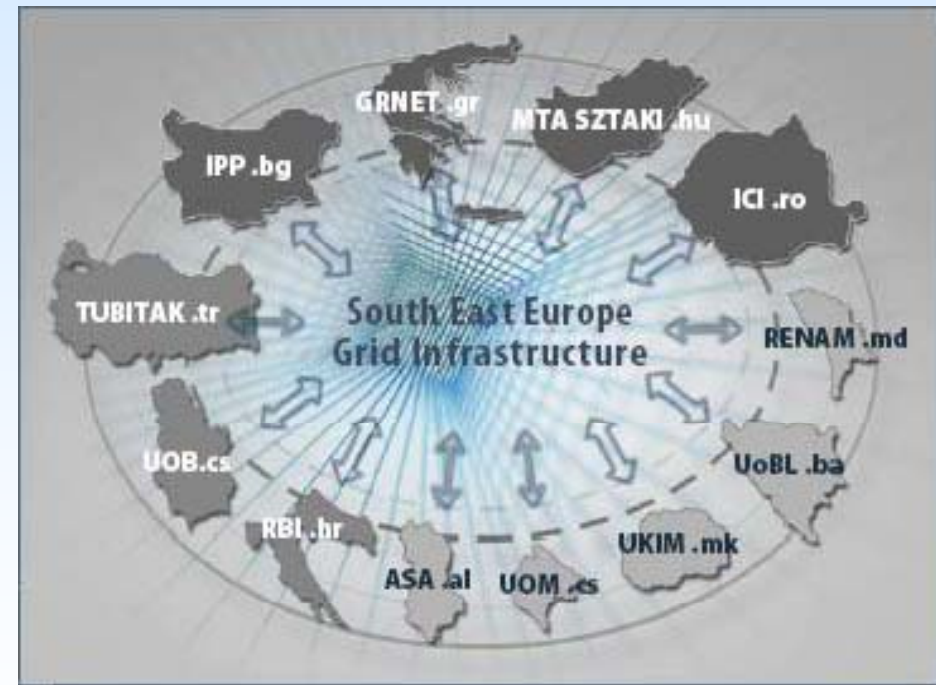 GRNET .gr
MTA SZTAKI .hu
IPP .bg
ICI .ro
TUBITAK .tr
South East Europe
Grid Infrastructure
RENAM .md
UOB.cs
UoBL .ba
RBI .hr
UKIM .mk
ASA .al
UOM .cs